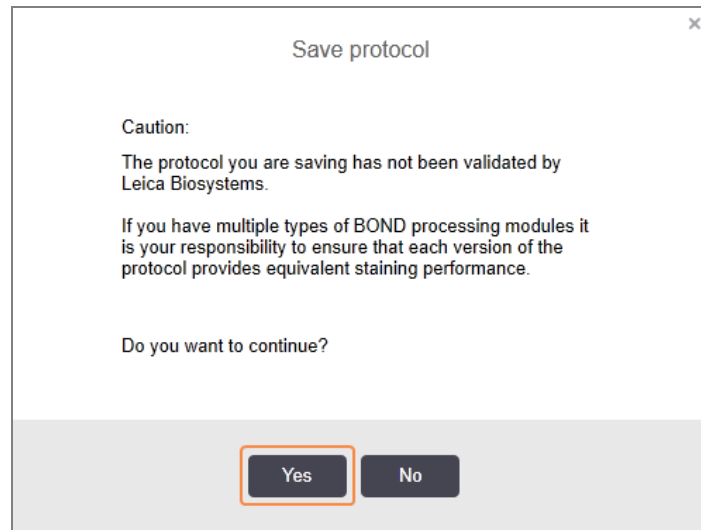 Save protocol
Caution:
The protocol you are saving has not been validated by
Leica Biosystems.
If you have multiple types of BOND processing modules it
is your responsibility to ensure that each version of the
protocol provides equivalent staining performance.
Do you want to continue?
Yes No